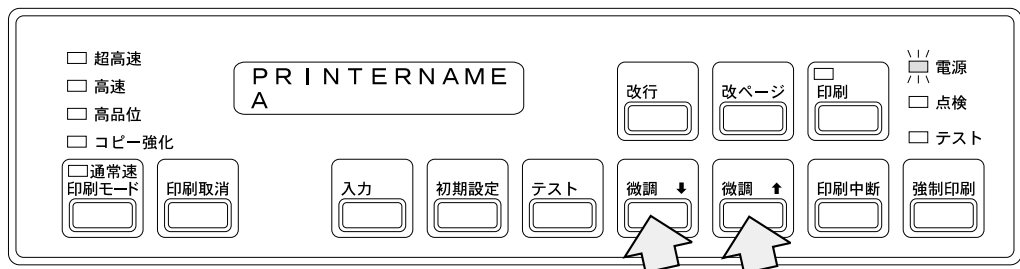 超高速
高速
高品位
コピー強化
通常速
印刷モード
印刷取消
PRINTERNAME
A
入力
初期設定
テスト
改行
改ページ
印刷
微調 ⬇
微調 ⬆
印刷中断
強制印刷
電源
点検
テスト